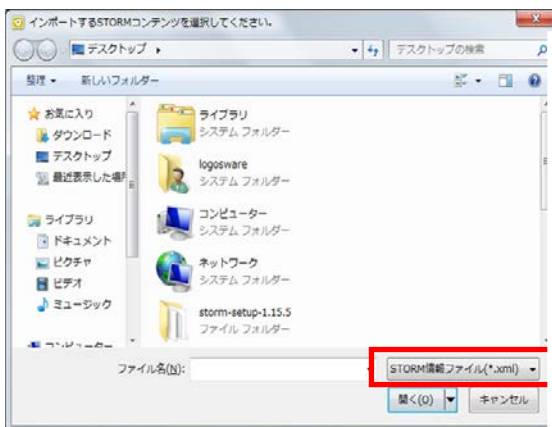 インポートするSTORMコンテンツを選択してください。
デスクトップ
デスクトップの検索
整理 新しいフォルダー
お気に入り
ダウンロード
デスクトップ
最近表示した場所
ライブラリ
ドキュメント
ピクチャ
ビデオ
ミュージック
コンピューター
ライブラリ
システム フォルダー
logosware
システム フォルダー
コンピューター
システム フォルダー
ネットワーク
システム フォルダー
storm-setup-1.15.5
ファイル フォルダー
ファイル名(N):
STORM情報ファイル(*.xml)
開く(O) キャンセル